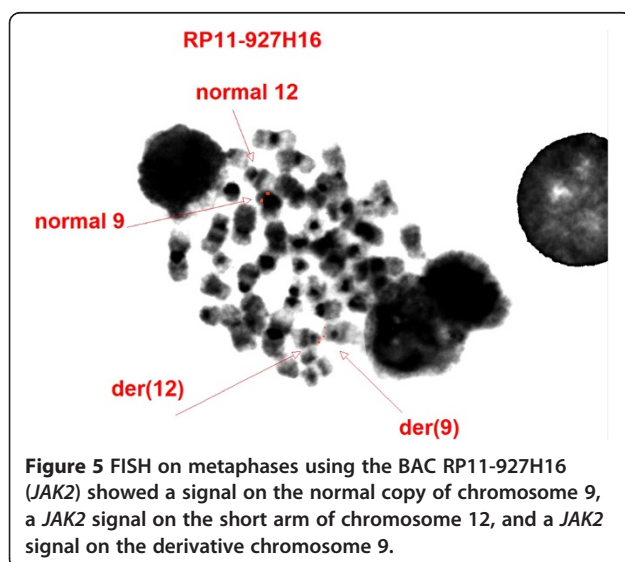 RP11-927H16
normal 12
normal 9
der(12)
der(9)
Figure 5 FISH on metaphases using the BAC RP11-927H16
(JAK2) showed a signal on the normal copy of chromosome 9,
a JAK2 signal on the short arm of chromosome 12, and a JAK2
signal on the derivative chromosome 9.